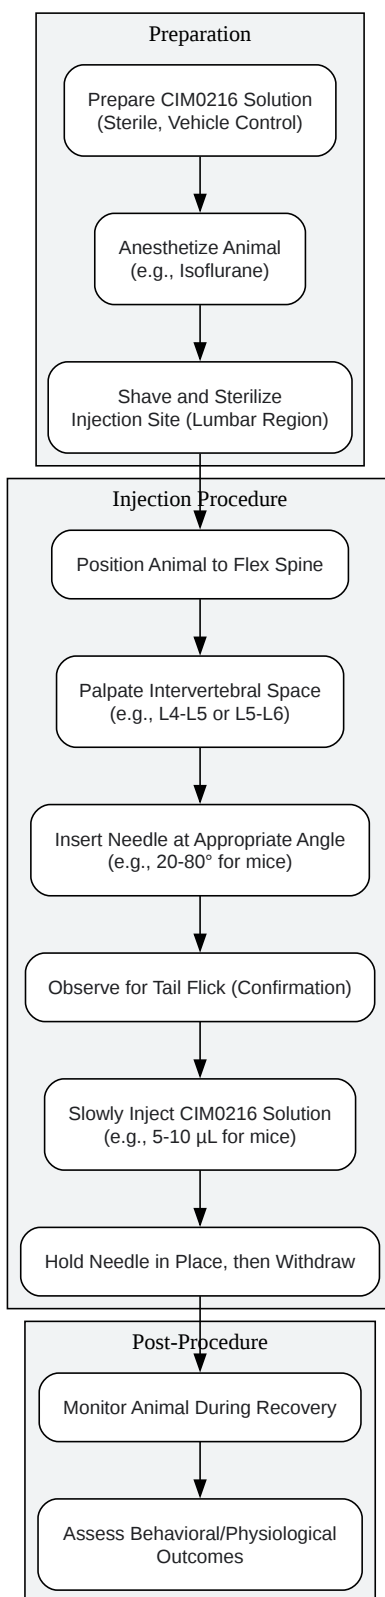 Preparation
Prepare CIM0216 Solution
(Sterile, Vehicle Control)
Anesthetize Animal
(e.g., Isoflurane)
Shave and Sterilize
Injection Site (Lumbar Region)
Injection Procedure
Position Animal to Flex Spine
Palpate Intervertebral Space
(e.g., L4-L5 or L5-L6)
Insert Needle at Appropriate Angle
(e.g., 20-80° for mice)
Observe for Tail Flick (Confirmation)
Slowly Inject CIM0216 Solution
(e.g., 5-10 µL for mice)
Hold Needle in Place, then Withdraw
Post-Procedure
Monitor Animal During Recovery
Assess Behavioral/Physiological
Outcomes